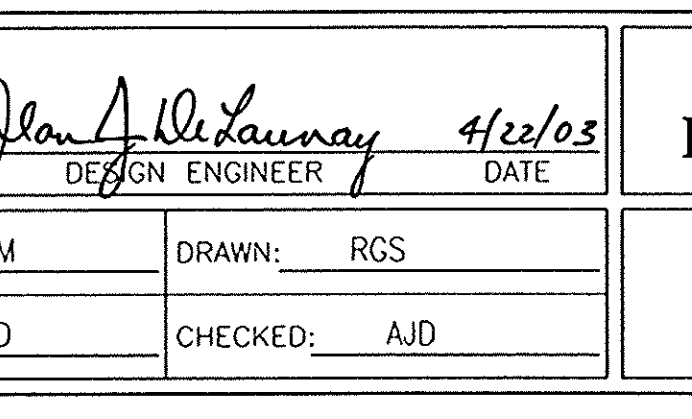 Alan J. DeLaunay 4/22/03
DESIGN ENGINEER DATE
M DRAWN: RGS
CHECKED: AJD